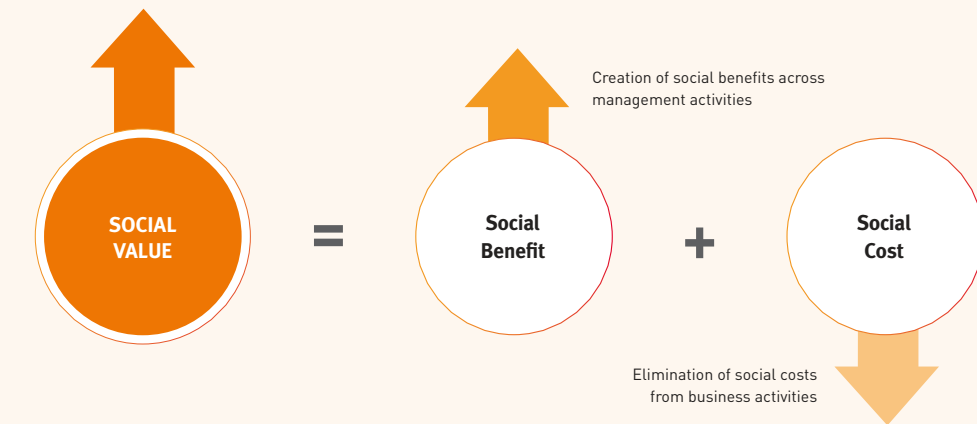 Creation of social benefits across
management activities
SOCIAL
VALUE
=
Social
Benefit
+
Social
Cost
Elimination of social costs
from business activities